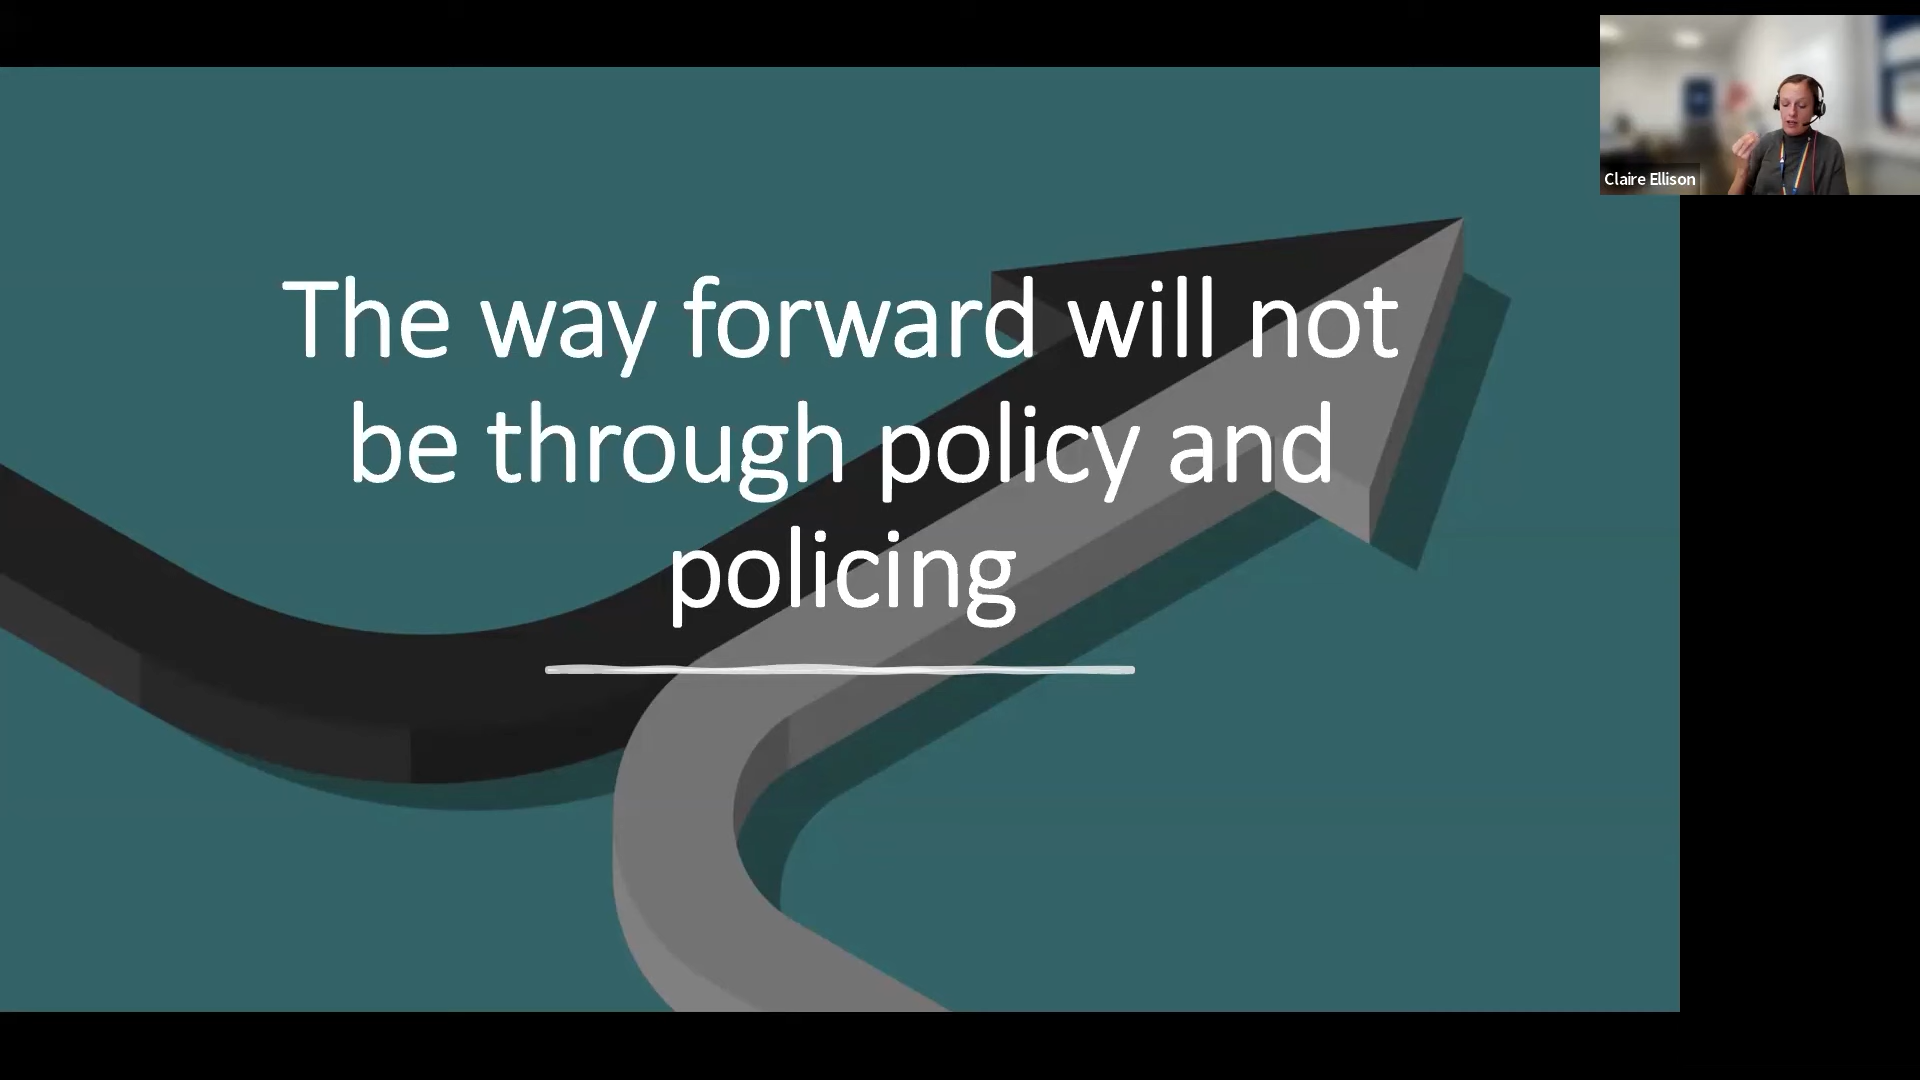 The way forward will not
be through policy and
policing
Claire Ellison